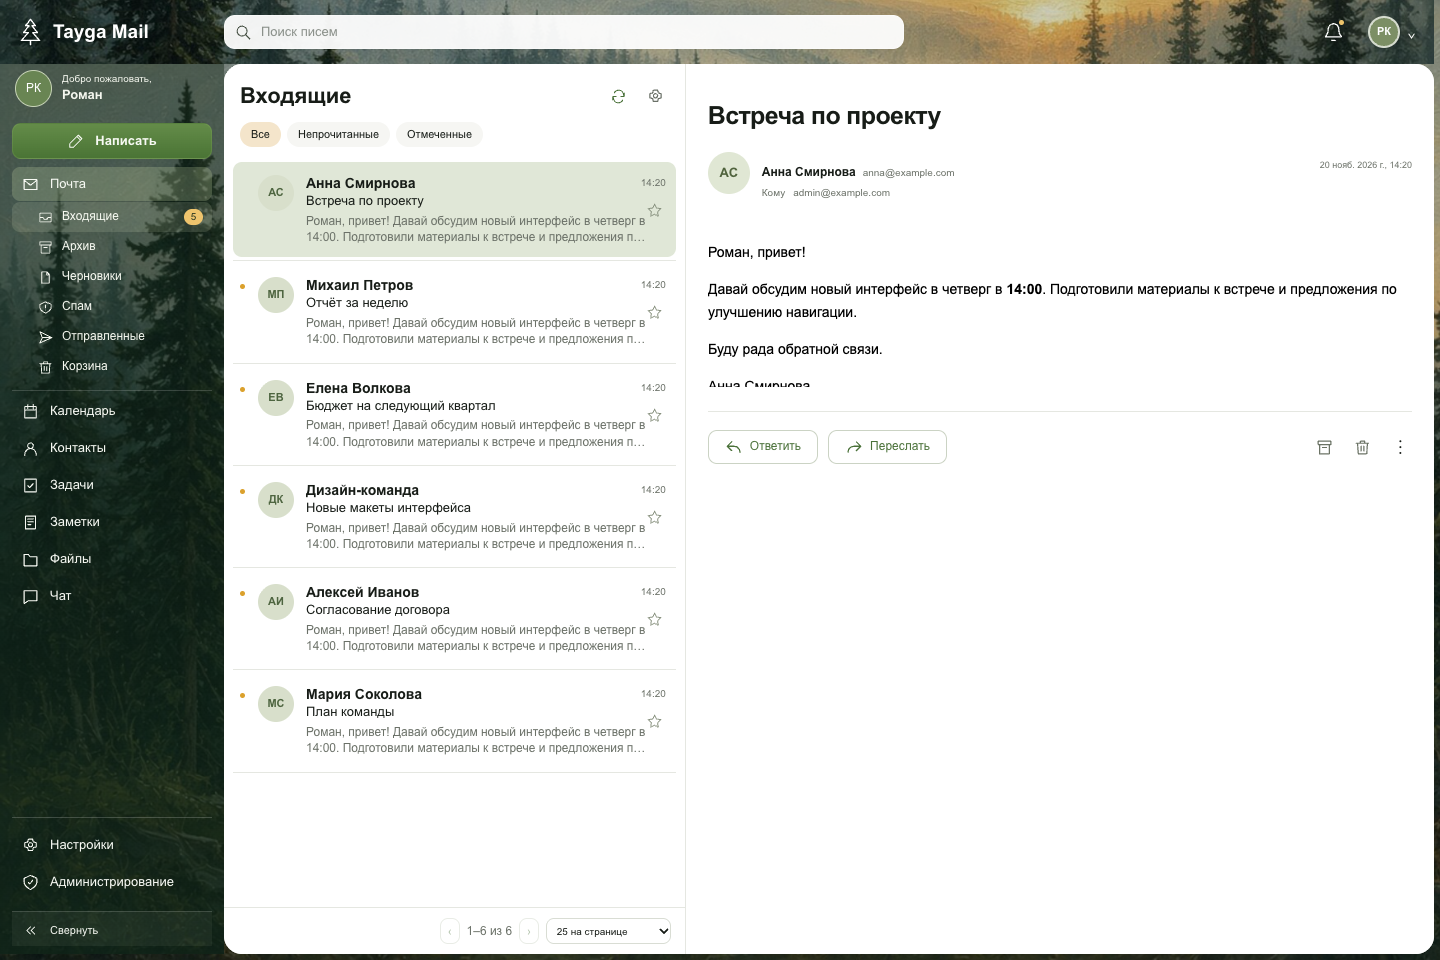 Tayga Mail
Поиск писем
РК
РК
Добро пожаловать,
Роман
Написать
Почта
Входящие
5
Архив
Черновики
Спам
Отправленные
Корзина
Календарь
Контакты
Задачи
Заметки
Файлы
Чат
Настройки
Администрирование
Свернуть
Входящие
Все
Непрочитанные
Отмеченные
АС
Анна Смирнова
14:20
Встреча по проекту
Роман, привет! Давай обсудим новый интерфейс в четверг в
14:00. Подготовили материалы к встрече и предложения п…
МП
Михаил Петров
14:20
Отчёт за неделю
Роман, привет! Давай обсудим новый интерфейс в четверг в
14:00. Подготовили материалы к встрече и предложения п…
ЕВ
Елена Волкова
14:20
Бюджет на следующий квартал
Роман, привет! Давай обсудим новый интерфейс в четверг в
14:00. Подготовили материалы к встрече и предложения п…
ДК
Дизайн-команда
14:20
Новые макеты интерфейса
Роман, привет! Давай обсудим новый интерфейс в четверг в
14:00. Подготовили материалы к встрече и предложения п…
АИ
Алексей Иванов
14:20
Согласование договора
Роман, привет! Давай обсудим новый интерфейс в четверг в
14:00. Подготовили материалы к встрече и предложения п…
МС
Мария Соколова
14:20
План команды
Роман, привет! Давай обсудим новый интерфейс в четверг в
14:00. Подготовили материалы к встрече и предложения п…
1–6 из 6
25 на странице
Встреча по проекту
АС
Анна Смирнова anna@example.com
20 нояб. 2026 г., 14:20
Кому admin@example.com
Роман, привет!
Давай обсудим новый интерфейс в четверг в 14:00. Подготовили материалы к встрече и предложения по
улучшению навигации.
Буду рада обратной связи.
Анна Смирнова
Ответить
Переслать